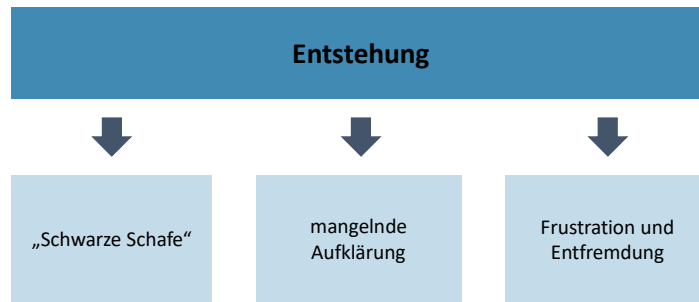 Entstehung
„Schwarze Schafe“
mangelnde
Aufklärung
Frustration und
Entfremdung